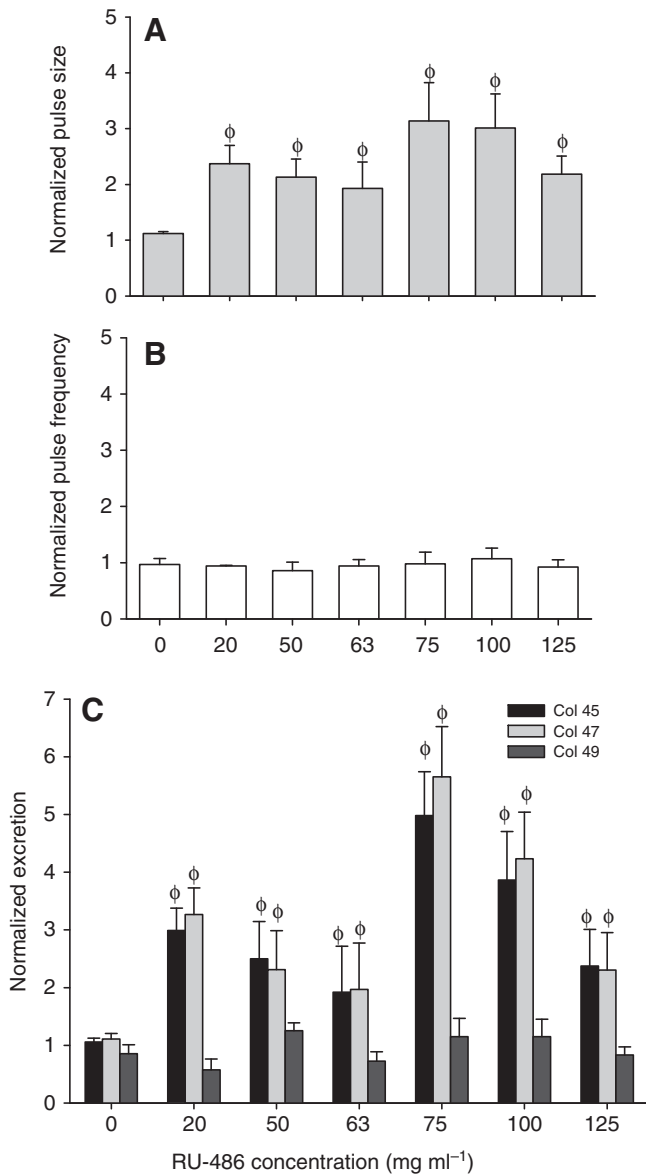 A
Normalized pulse size
5
4
3
2
1
0
ϕ ϕ ϕ ϕ ϕ ϕ
B
Normalized pulse frequency
5
4
3
2
1
0
0 20 50 63 75 100 125
C
Normalized excretion
7
6
5
4
3
2
1
0
Col 45
Col 47
Col 49
ϕ ϕ ϕ ϕ ϕ ϕ ϕ ϕ ϕ ϕ ϕ ϕ
0 20 50 63 75 100 125
RU-486 concentration (mg ml⁻¹)